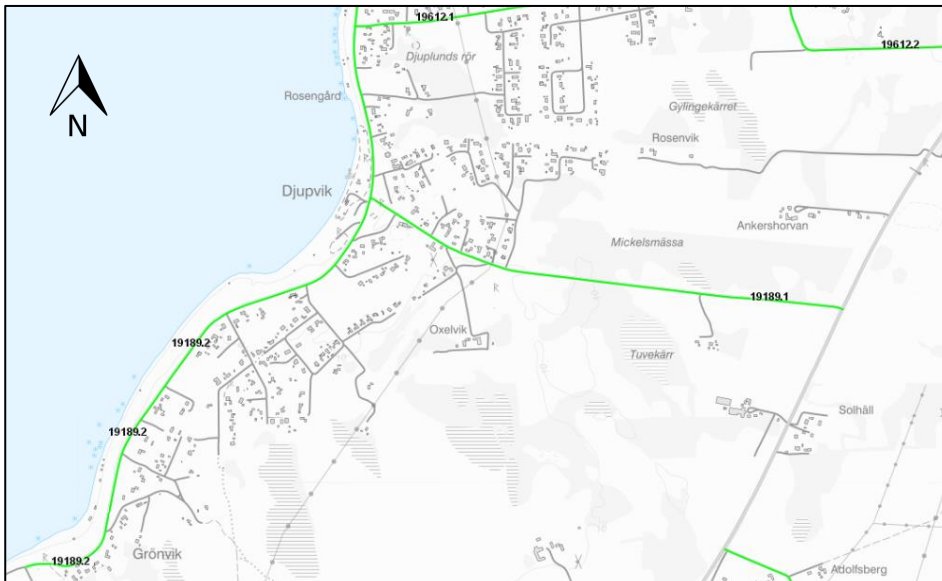 19612.1
19612.2
Djuplunds rör
Rosengård
Gylingekärret
Rosenvik
Djupvik
Ankershorvan
Mickelsmässa
N
19189.1
Oxelvik
19189.2
Tuvekärr
Solhäll
19189.2
Grönvik
19189.2
Adolfsberg
R
R
R